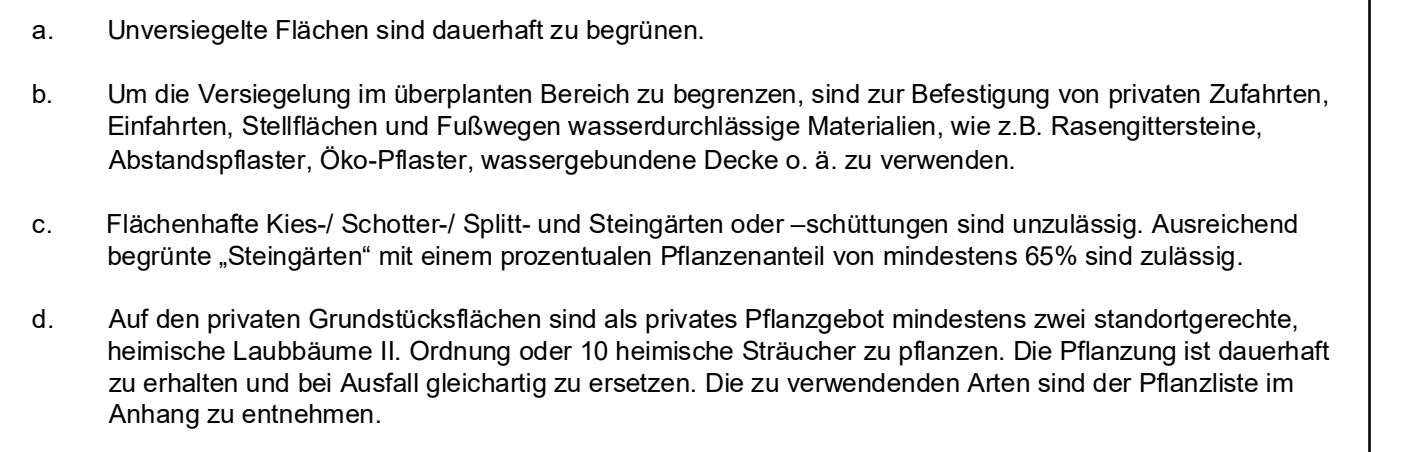 a. Unversiegelte Flächen sind dauerhaft zu begrünen.
b. Um die Versiegelung im überplanten Bereich zu begrenzen, sind zur Befestigung von privaten Zufahrten,
Einfahrten, Stellflächen und Fußwegen wasserdurchlässige Materialien, wie z.B. Rasengittersteine,
Abstandspflaster, Öko-Pflaster, wassergebundene Decke o. ä. zu verwenden.
c. Flächenhafte Kies-/ Schotter-/ Splitt- und Steingärten oder –schüttungen sind unzulässig. Ausreichend
begrünte „Steingärten“ mit einem prozentualen Pflanzenanteil von mindestens 65% sind zulässig.
d. Auf den privaten Grundstücksflächen sind als privates Pflanzgebot mindestens zwei standortgerechte,
heimische Laubbäume II. Ordnung oder 10 heimische Sträucher zu pflanzen. Die Pflanzung ist dauerhaft
zu erhalten und bei Ausfall gleichartig zu ersetzen. Die zu verwendenden Arten sind der Pflanzliste im
Anhang zu entnehmen.